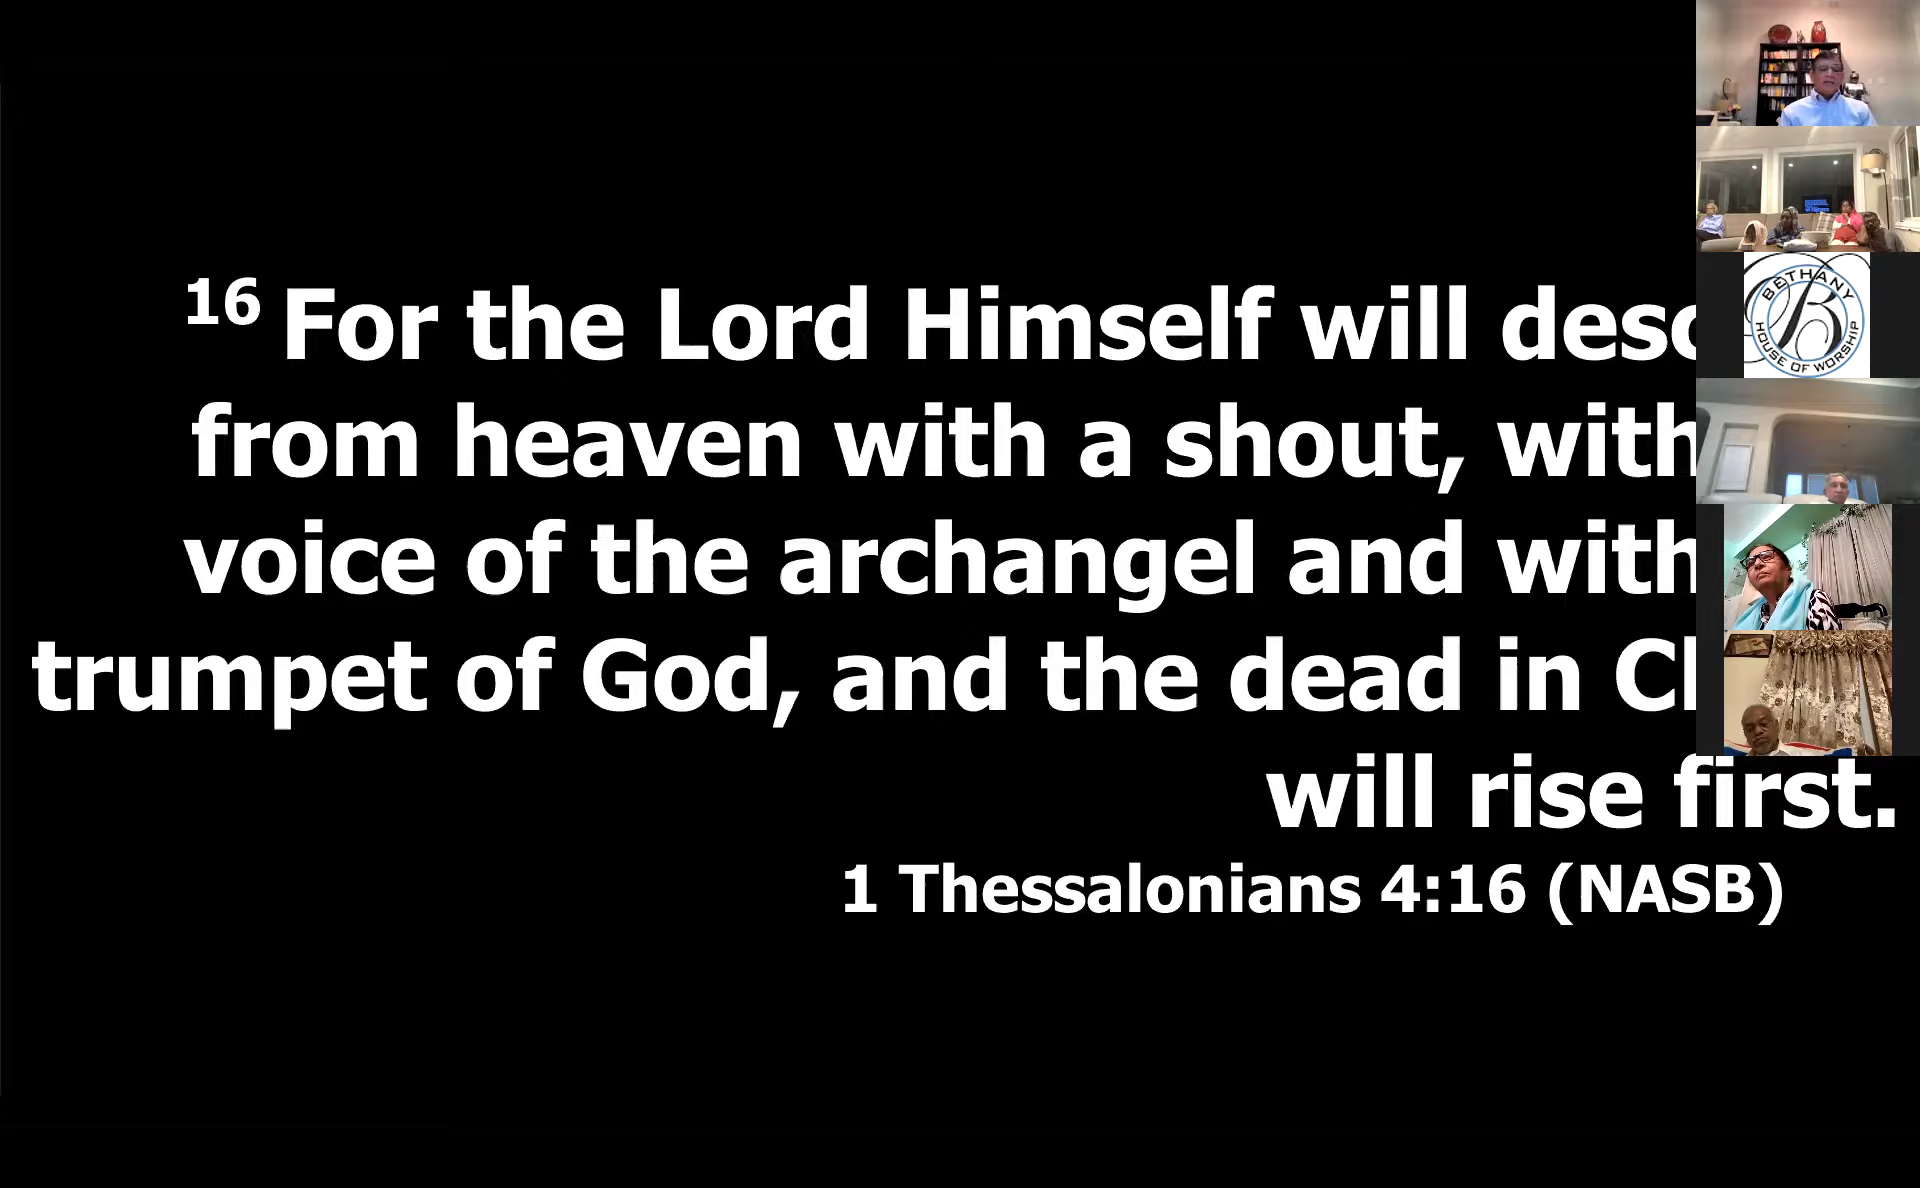 16 For the Lord Himself will desc
from heaven with a shout, with
voice of the archangel and with
trumpet of God, and the dead in Cl
will rise first.
1 Thessalonians 4:16 (NASB)
BETHANY
B
HOUSE OF WORSHIP